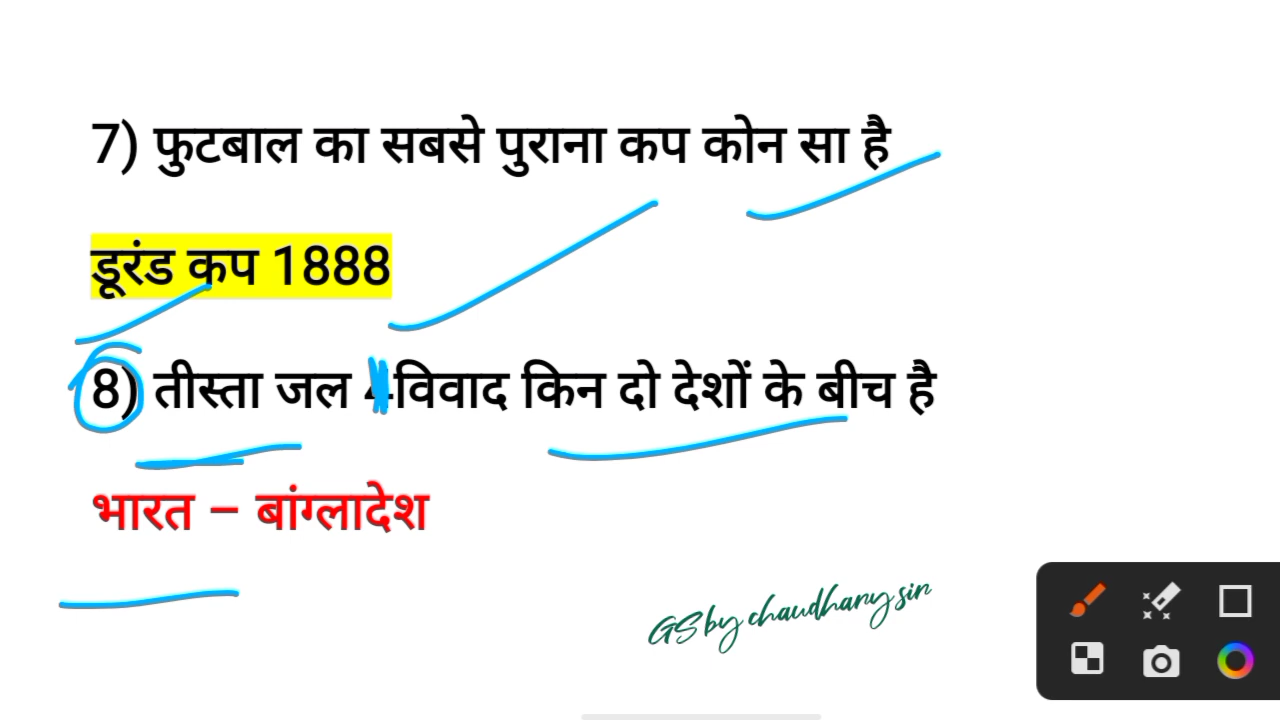 7) फुटबाल का सबसे पुराना कप कोन सा है
डूरंड कप 1888
8) तीस्ता जल विवाद किन दो देशों के बीच है
भारत – बांग्लादेश
GS by chaudhary sir